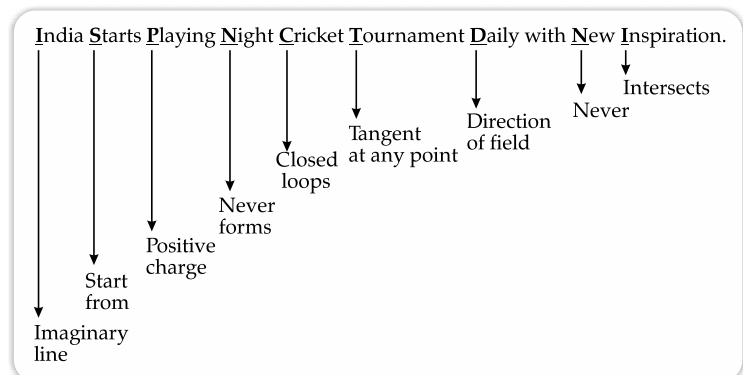 India Starts Playing Night Cricket Tournament Daily with New Inspiration.
Intersects
Never
Direction
of field
Tangent
at any point
Closed
loops
Never
forms
Positive
charge
Start
from
Imaginary
line